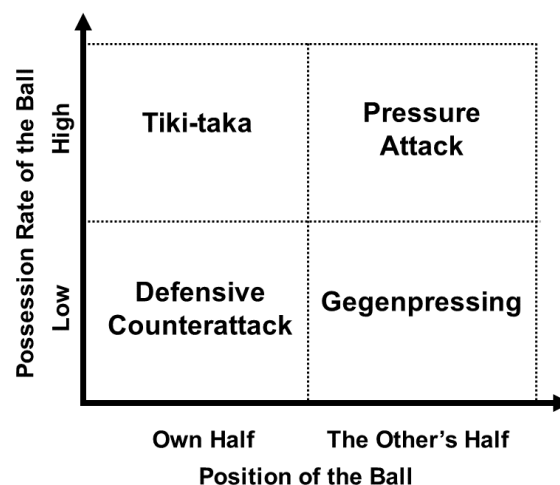 Possession Rate of the Ball
High
Low
Tiki-taka
Pressure
Attack
Defensive
Counterattack
Gegenpressing
Own Half
The Other's Half
Position of the Ball